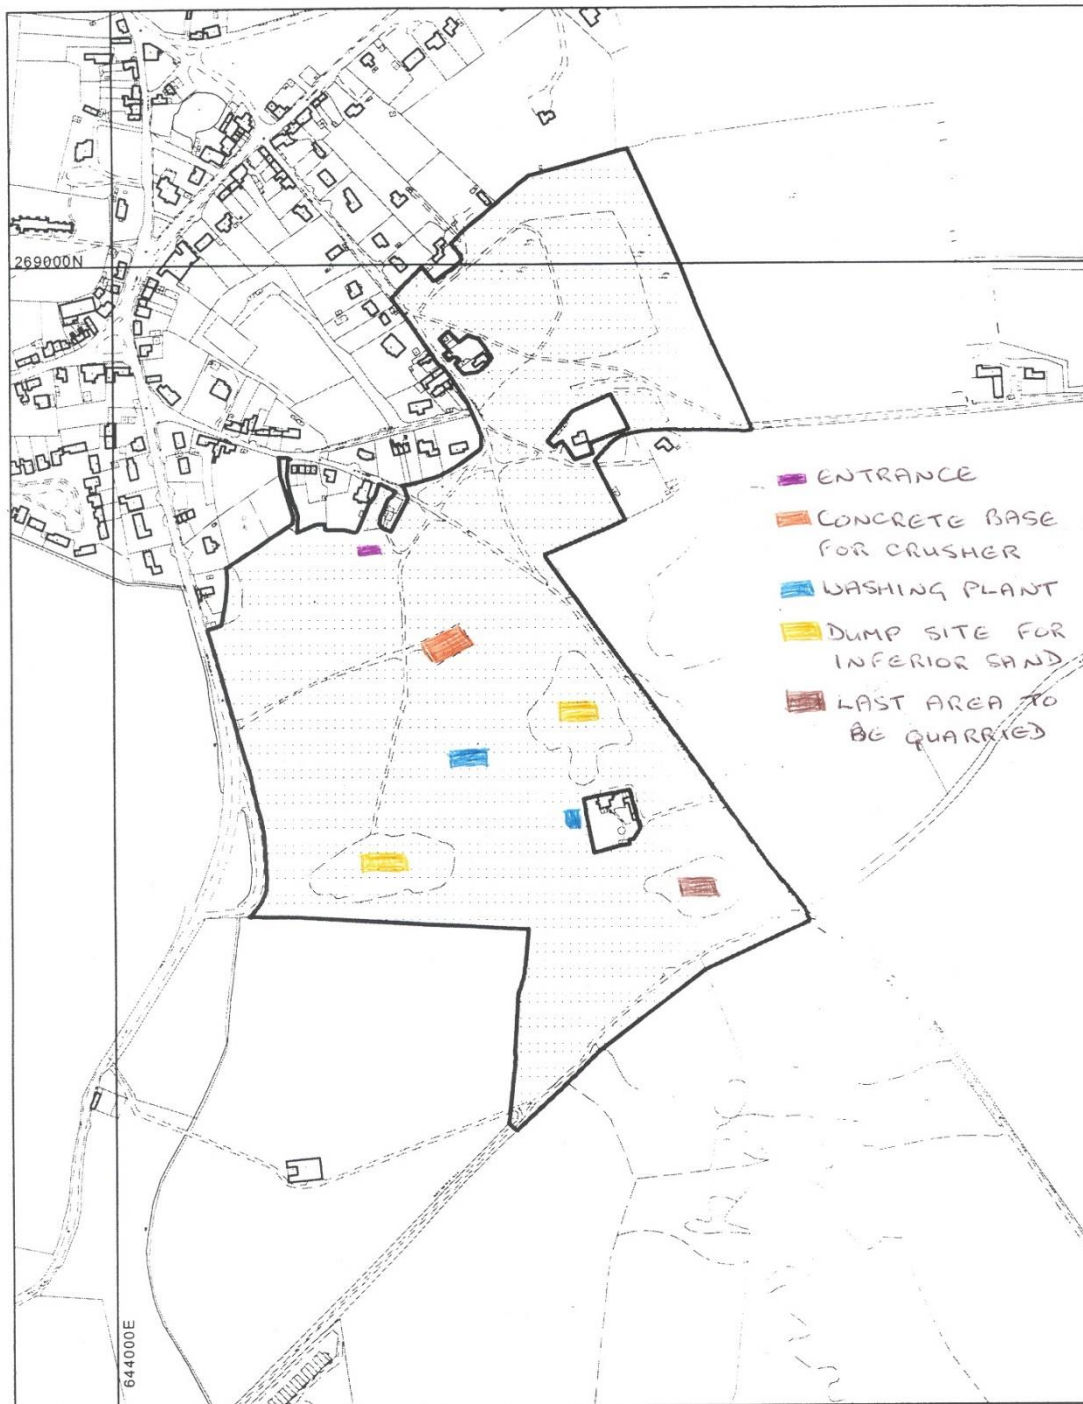 269000N
ENTRANCE
CONCRETE BASE
FOR CRUSHER
WASHING PLANT
DUMP SITE FOR
INFERIOR SAND
LAST AREA TO
BE QUARRIED
644000E